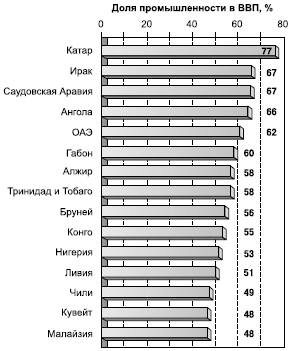 Доля промышленности в ВВП, %
0 20 40 60 80
Катар 77
Ирак 67
Саудовская Аравия 67
Ангола 66
ОАЭ 62
Габон 60
Алжир 58
Тринидад и Тобаго 58
Бруней 56
Конго 55
Нигерия 53
Ливия 51
Чили 49
Кувейт 48
Малайзия 48